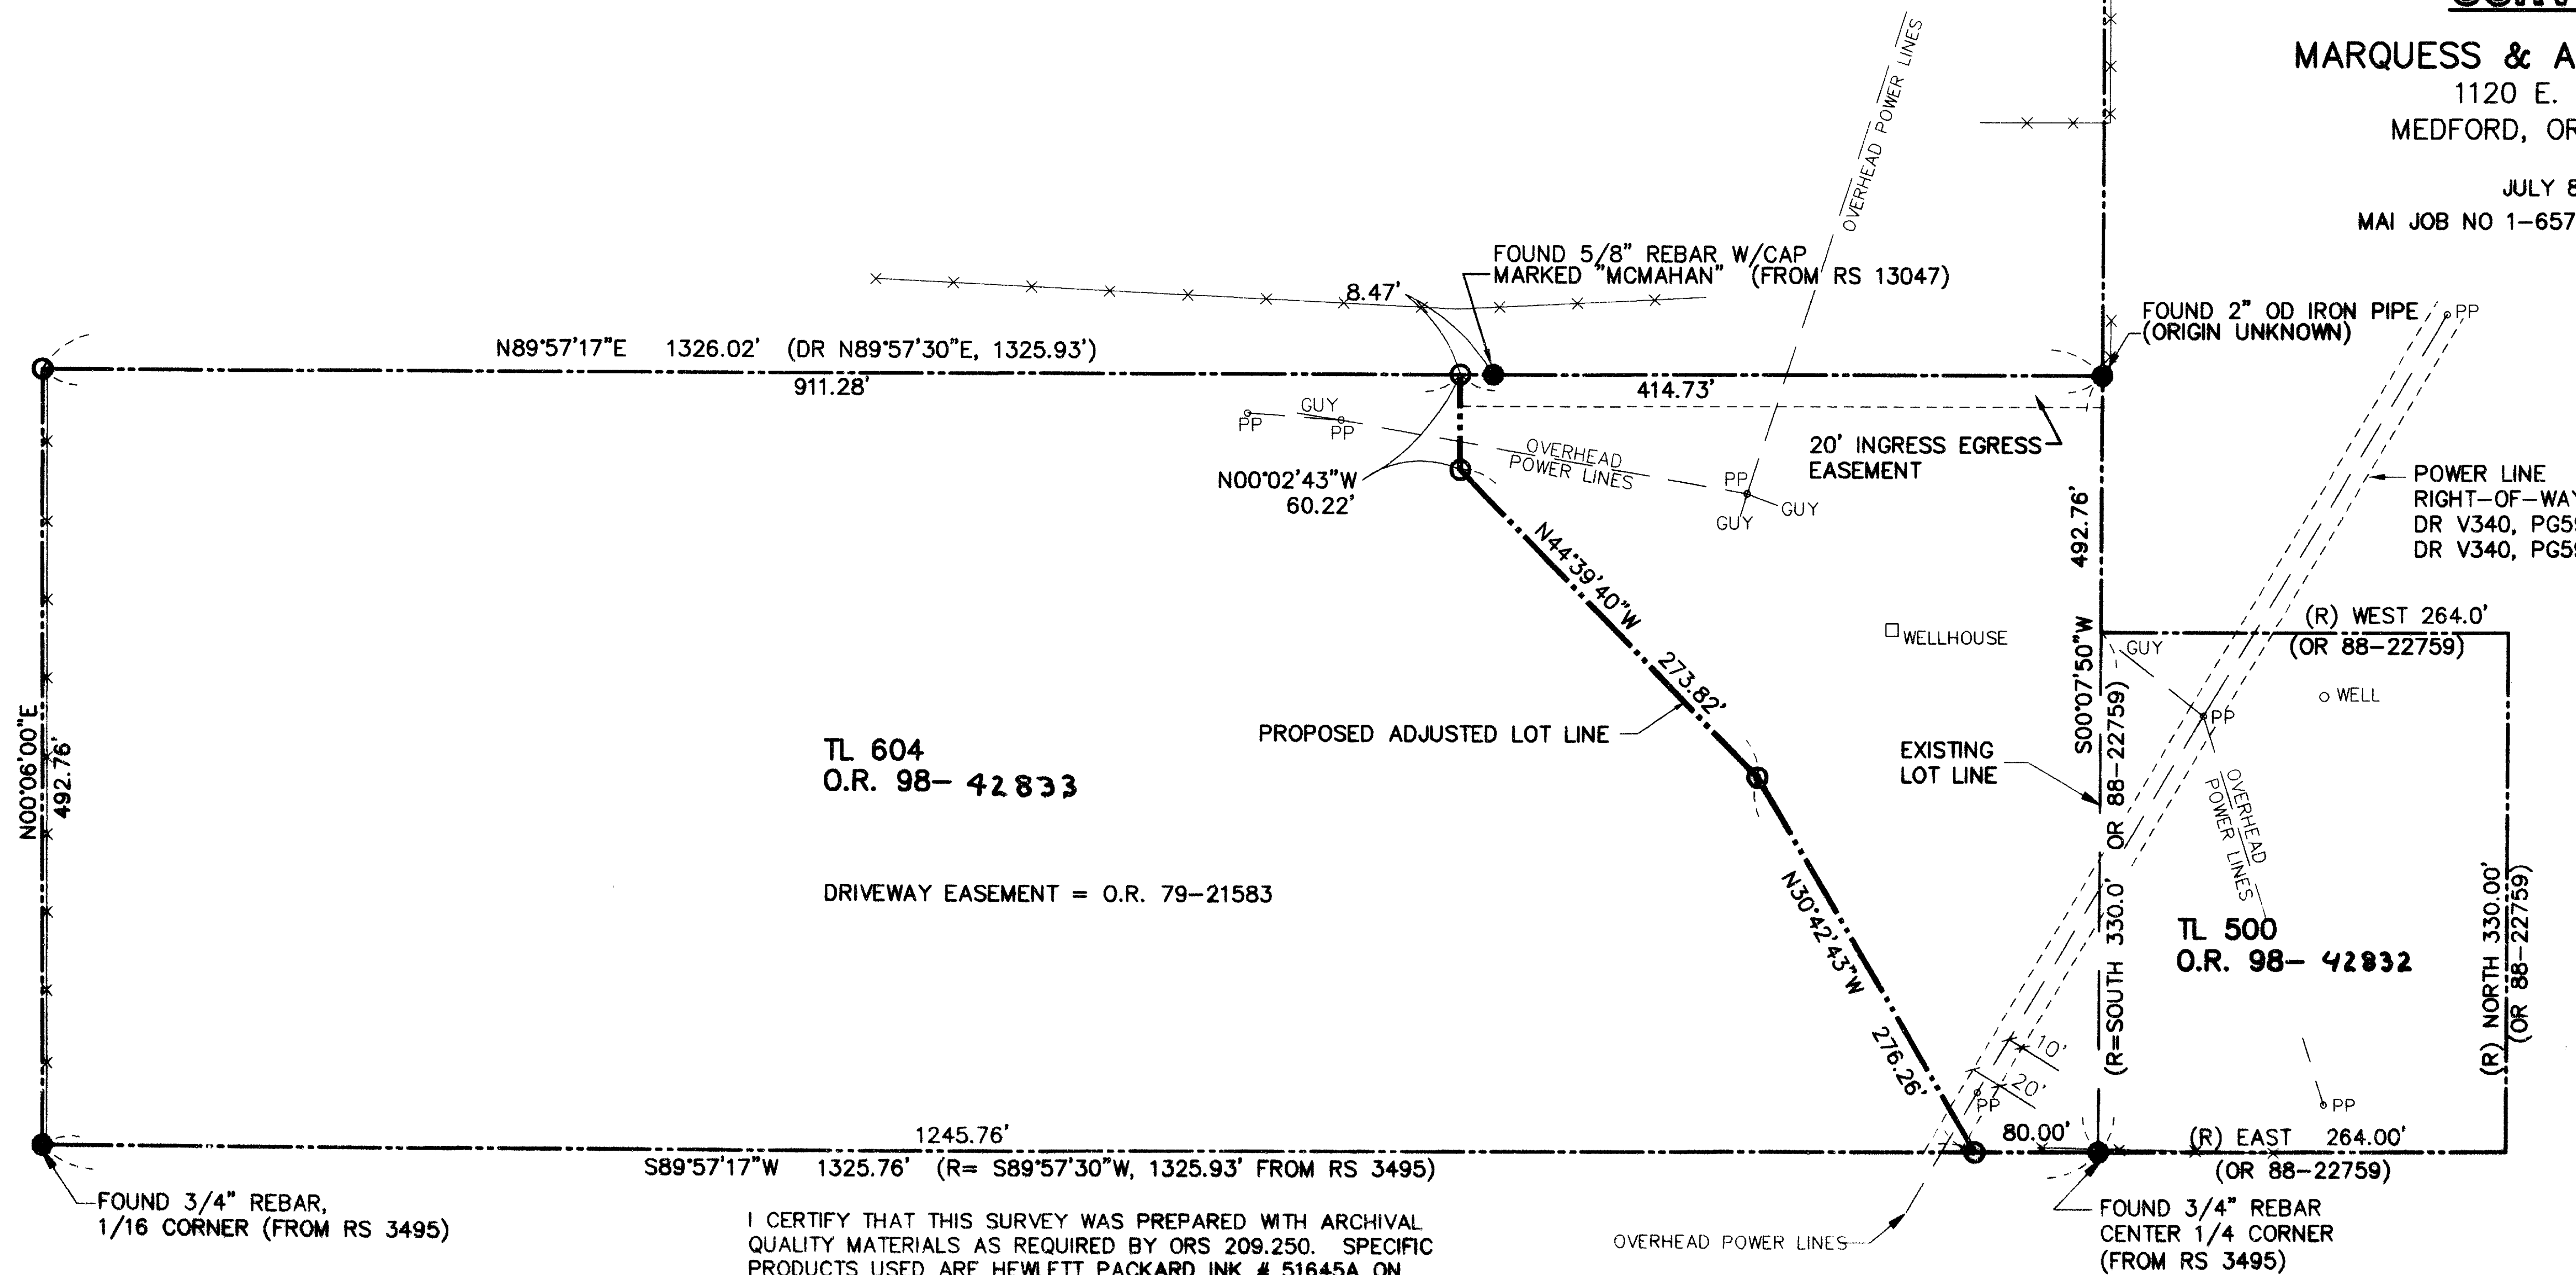 MARQUESS & A
1120 E.
MEDFORD, OR
JULY 8
MAI JOB NO 1-657
OVERHEAD POWER LINES
FOUND 5/8" REBAR W/CAP
MARKED "MCMAHAN" (FROM RS 13047)
8.47'
FOUND 2" OD IRON PIPE
(ORIGIN UNKNOWN)
PP
N89°57'17"E 1326.02' (DR N89°57'30"E, 1325.93')
911.28'
414.73'
GUY
PP
PP
OVERHEAD
POWER LINES
20' INGRESS EGRESS
EASEMENT
N00°02'43"W
60.22'
PP
GUY
GUY
POWER LINE
RIGHT-OF-WAY
DR V340, PG5
DR V340, PG5
492.76'
S00°07'50"W
N44°39'40"W
273.82'
WELLHOUSE
(R) WEST 264.0'
(OR 88-22759)
GUY
WELL
PP
PROPOSED ADJUSTED LOT LINE
EXISTING
LOT LINE
N00°06'00"E
492.76'
TL 604
O.R. 98-42833
OVERHEAD
POWER LINES
DRIVEWAY EASEMENT = O.R. 79-21583
N30°42'43"W
276.26'
(R=SOUTH 330.0' OR 88-22759)
TL 500
O.R. 98-42832
(R) NORTH 330.00'
(OR 88-22759)
10'
20'
PP
PP
1245.76'
80.00'
(R) EAST 264.00'
(OR 88-22759)
S89°57'17"W 1325.76' (R= S89°57'30"W, 1325.93' FROM RS 3495)
FOUND 3/4" REBAR,
1/16 CORNER (FROM RS 3495)
FOUND 3/4" REBAR
CENTER 1/4 CORNER
(FROM RS 3495)
OVERHEAD POWER LINES
I CERTIFY THAT THIS SURVEY WAS PREPARED WITH ARCHIVAL
QUALITY MATERIALS AS REQUIRED BY ORS 209.250. SPECIFIC
PRODUCTS USED ARE HEWLETT PACKARD INK # 51645A ON